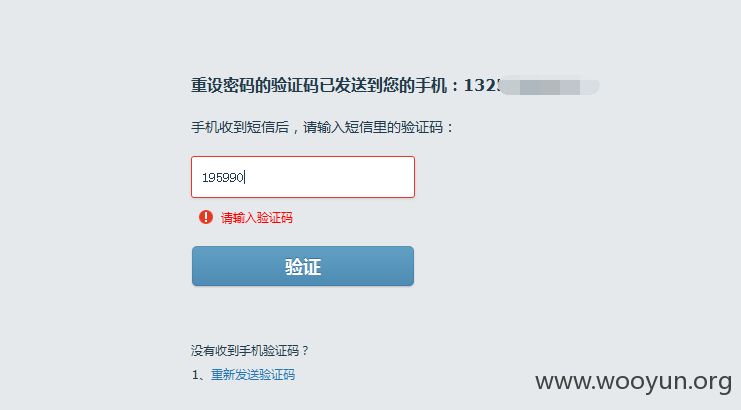 重设密码的验证码已发送到您的手机：132
手机收到短信后，请输入短信里的验证码：
195990
请输入验证码
验证
没有收到手机验证码？
1、重新发送验证码
www.wooyun.org